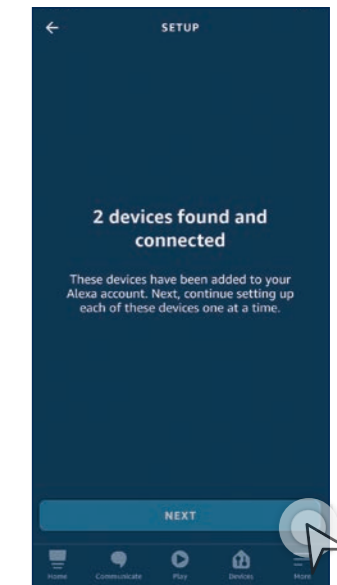 SETUP
2 devices found and
connected
These devices have been added to your
Alexa account. Next, continue setting up
each of these devices one at a time.
NEXT
Home Communicate Play Devices More